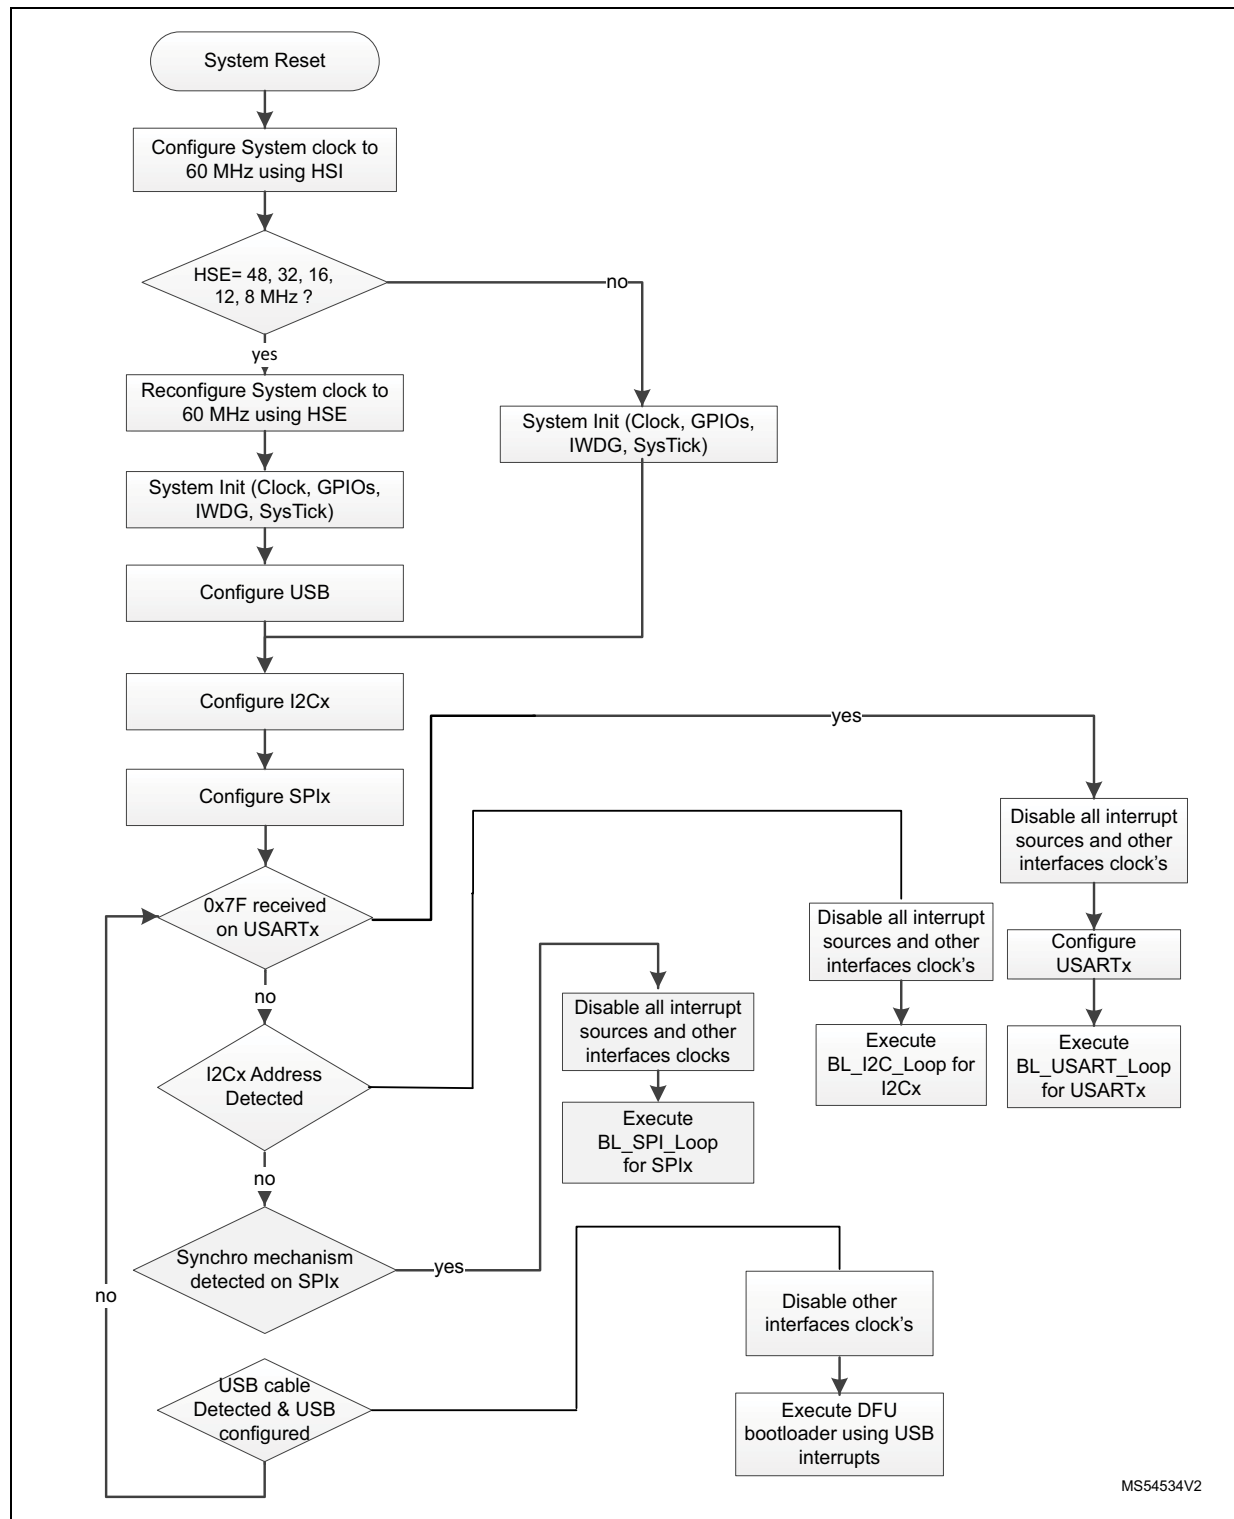 System Reset
Configure System clock to
60 MHz using HSI
HSE= 48, 32, 16,
12, 8 MHz ?
no
yes
Reconfigure System clock to
60 MHz using HSE
System Init (Clock, GPIOs,
IWDG, SysTick)
System Init (Clock, GPIOs,
IWDG, SysTick)
Configure USB
Configure I2Cx
yes
Configure SPIx
Disable all interrupt
sources and other
interfaces clock's
0x7F received
on USARTx
Disable all interrupt
sources and other
interfaces clock's
Configure
USARTx
no
Disable all interrupt
sources and other
interfaces clocks
Execute
BL_I2C_Loop for
I2Cx
Execute
BL_USART_Loop
for USARTx
I2Cx Address
Detected
Execute
BL_SPI_Loop
for SPIx
no
Synchro mechanism
detected on SPIx
yes
no
Disable other
interfaces clock's
USB cable
Detected & USB
configured
Execute DFU
bootloader using USB
interrupts
MS54534V2